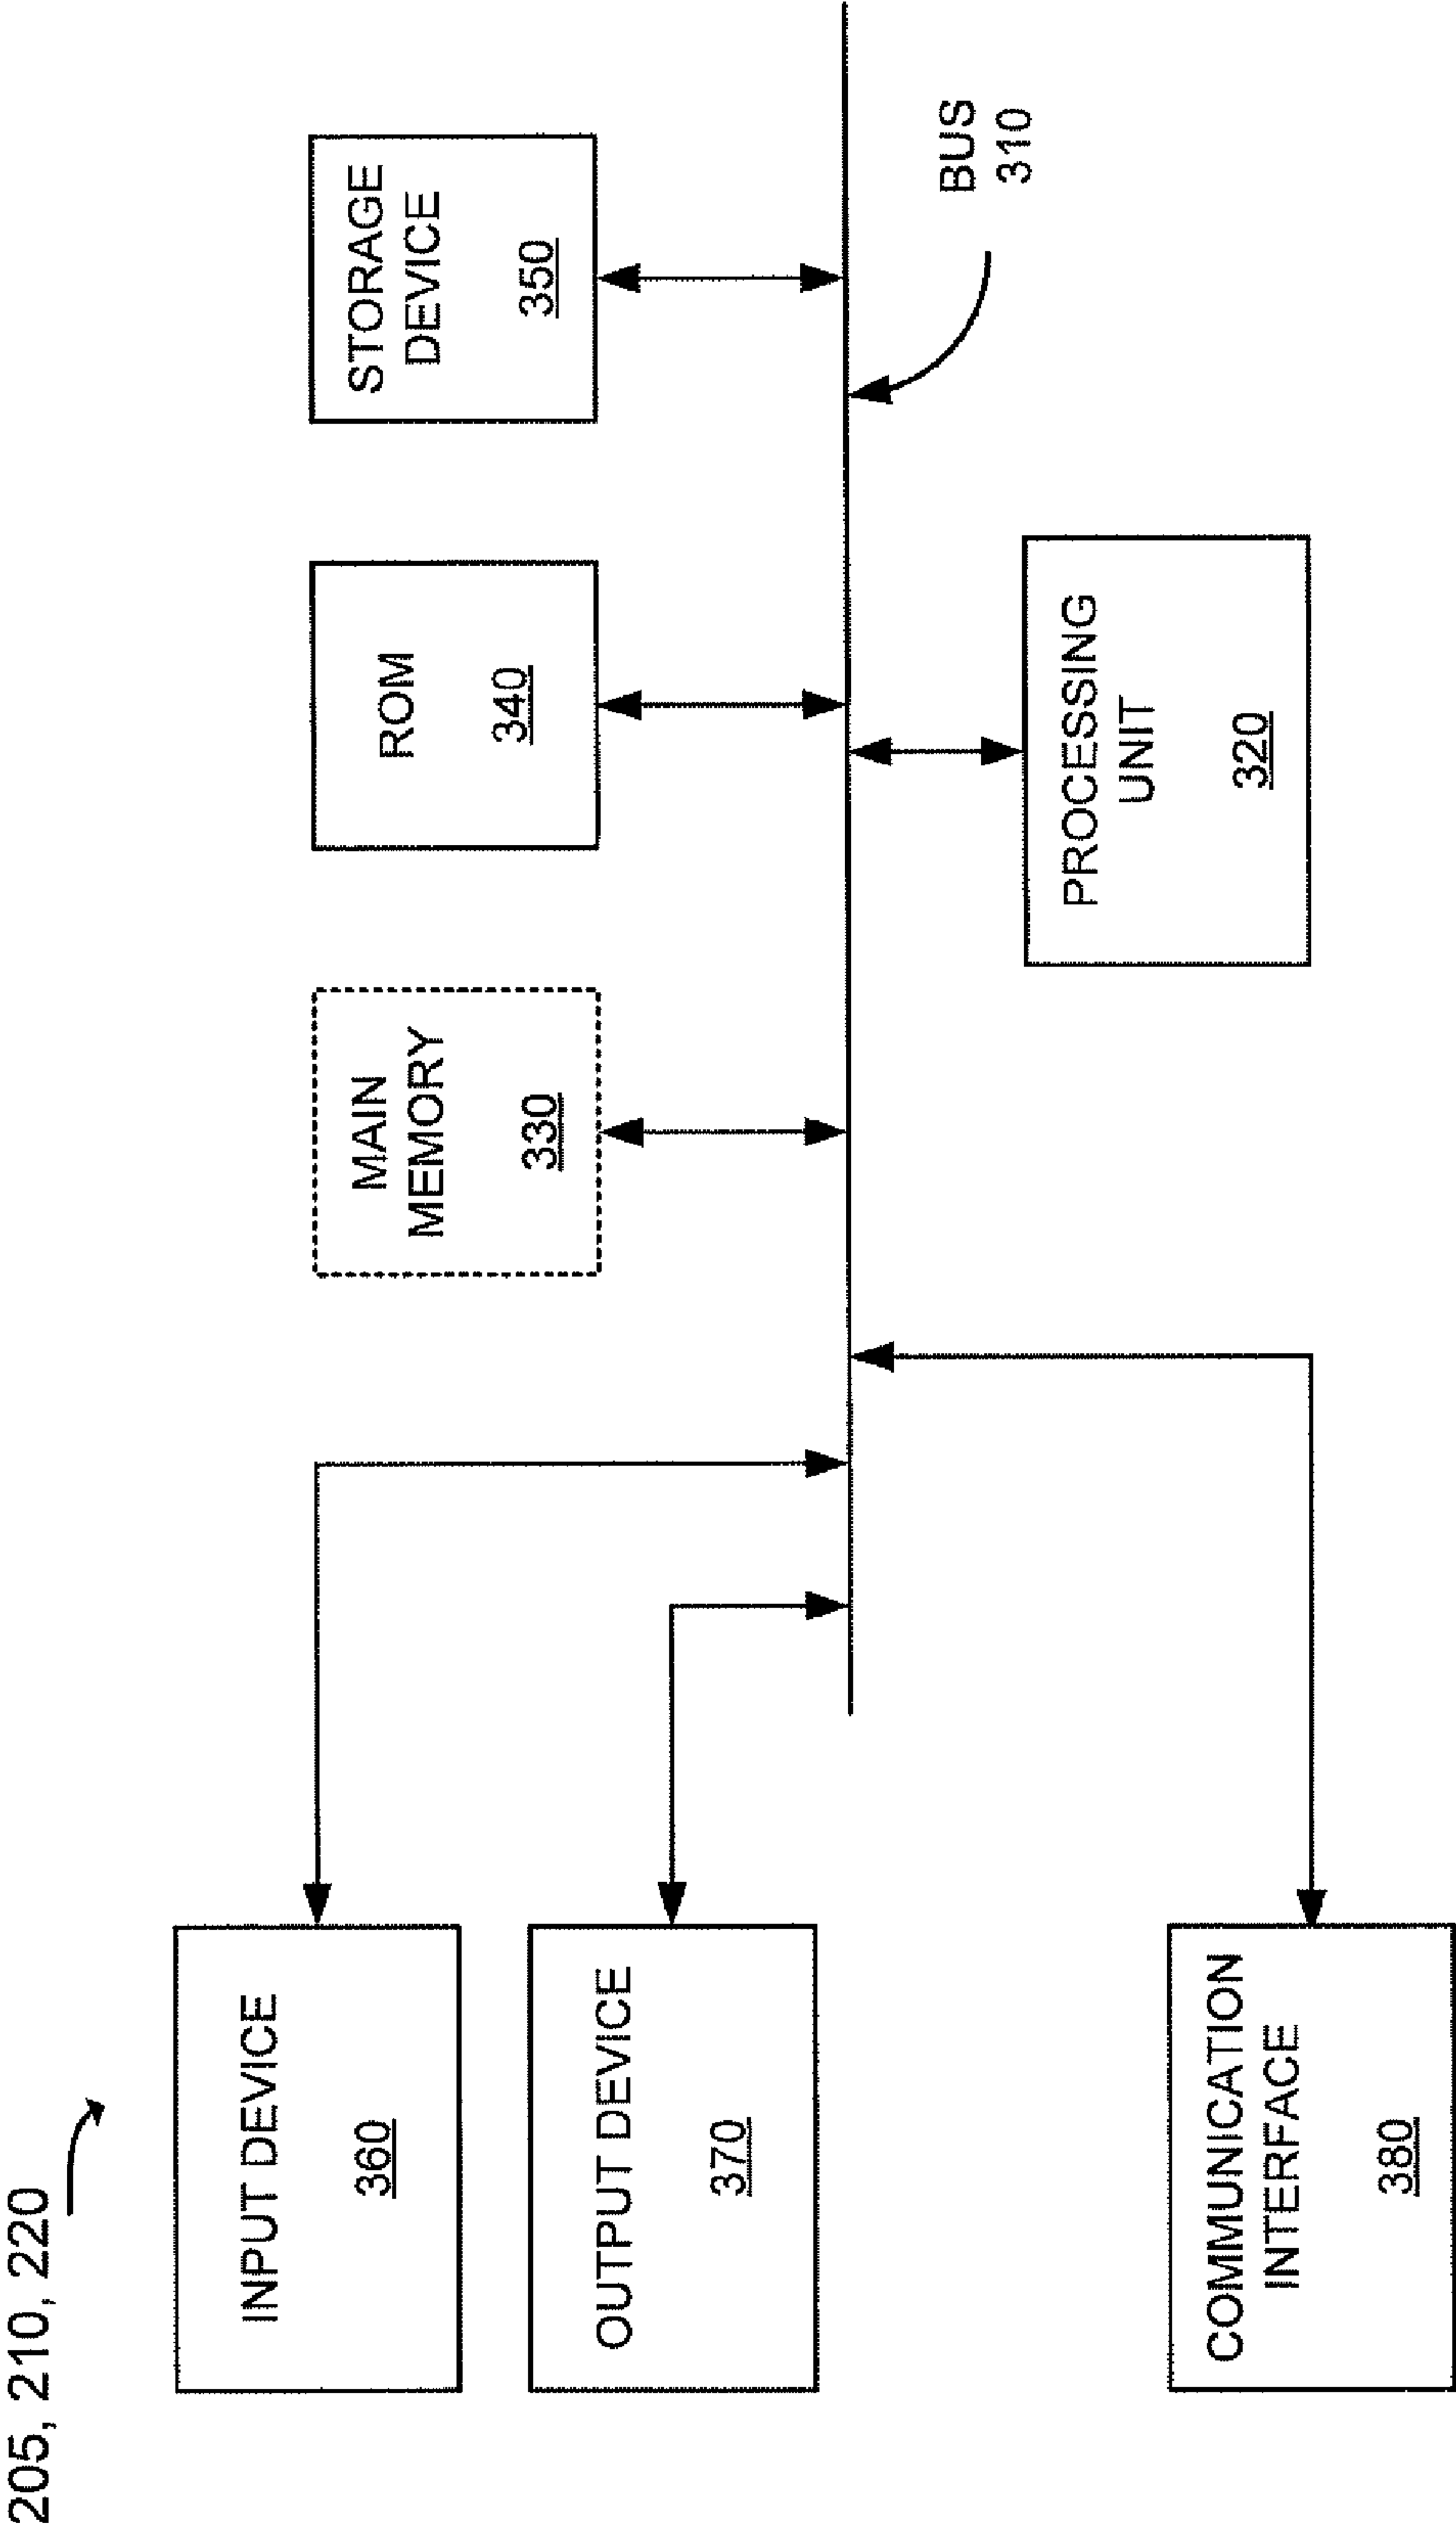 205, 210, 220
INPUT DEVICE
360
OUTPUT DEVICE
370
COMMUNICATION
INTERFACE
380
MAIN
MEMORY
330
ROM
340
STORAGE
DEVICE
350
PROCESSING
UNIT
320
BUS
310